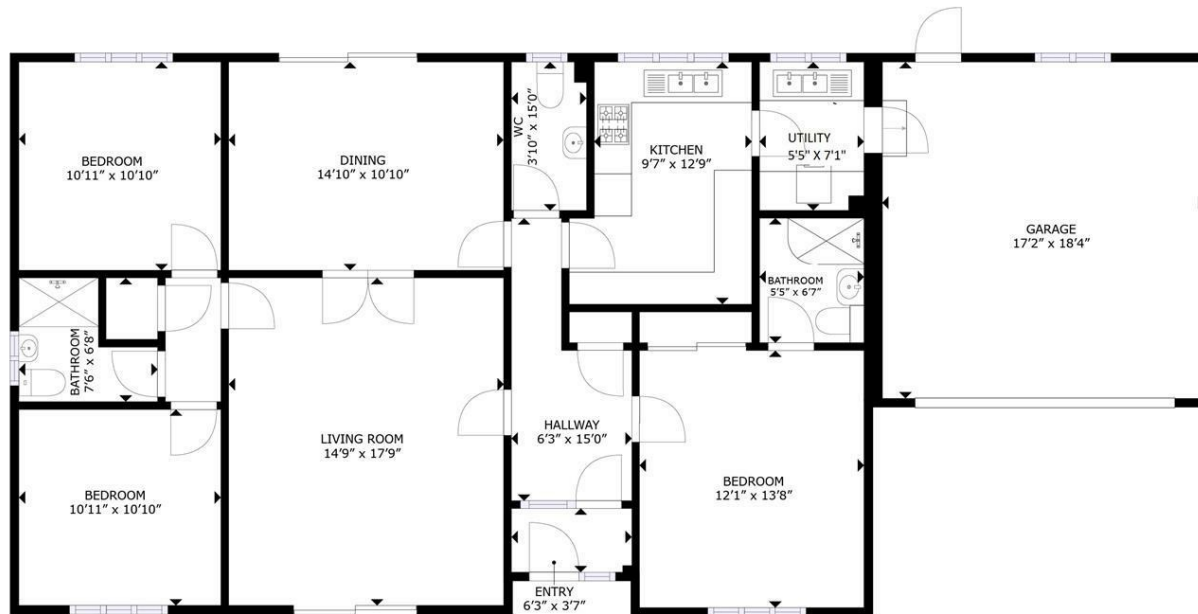 BEDROOM
10'11" x 10'10"
DINING
14'10" x 10'10"
WC
3'10" x 15'0"
KITCHEN
9'7" x 12'9"
UTILITY
5'5" X 7'1"
GARAGE
17'2" x 18'4"
BATHROOM
7'6" x 6'8"
BATHROOM
5'5" x 6'7"
LIVING ROOM
14'9" x 17'9"
HALLWAY
6'3" x 15'0"
BEDROOM
10'11" x 10'10"
BEDROOM
12'1" x 13'8"
ENTRY
6'3" x 3'7"